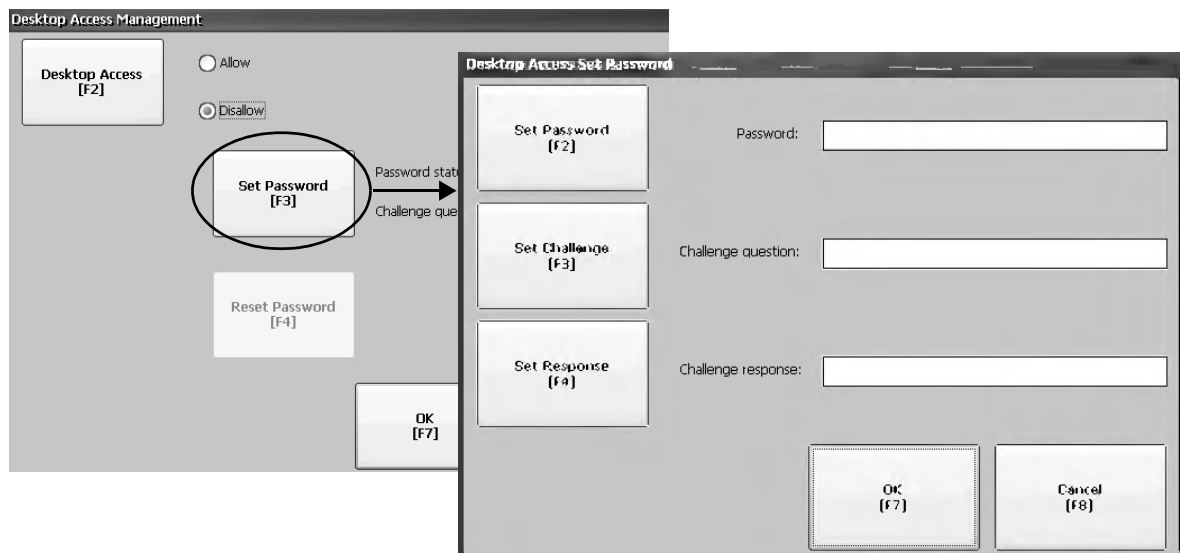 Desktop Access Management
Desktop Access
[F2]
Allow
Disallow
Set Password
[F3]
Password
Challenge
Reset Password
[F4]
OK
[F7]
Desktop Access Set Password
Set Password
[F2]
Password:
Set Challenge
[F3]
Challenge question:
Set Response
[F4]
Challenge response:
OK
[F7]
Cancel
[F8]